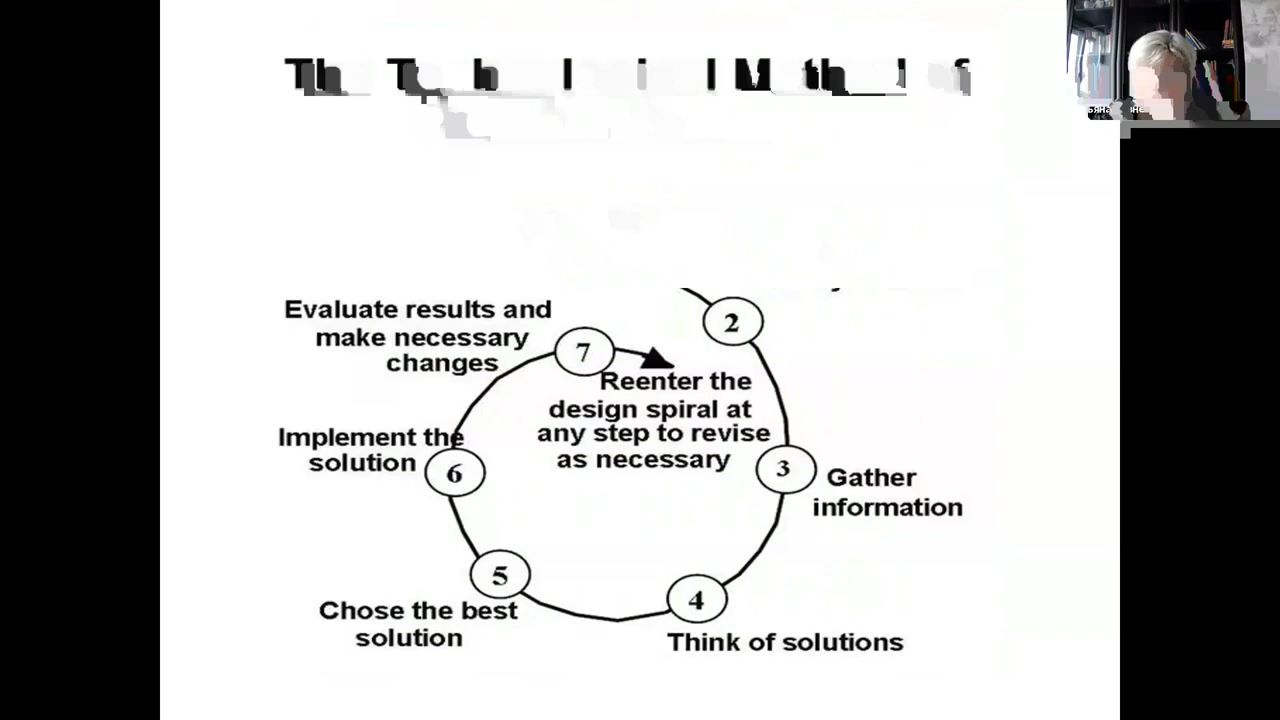 2
Evaluate results and
make necessary
changes
7
Reenter the
design spiral at
any step to revise
as necessary
Implement the
solution
6
3
Gather
information
5
Chose the best
solution
4
Think of solutions